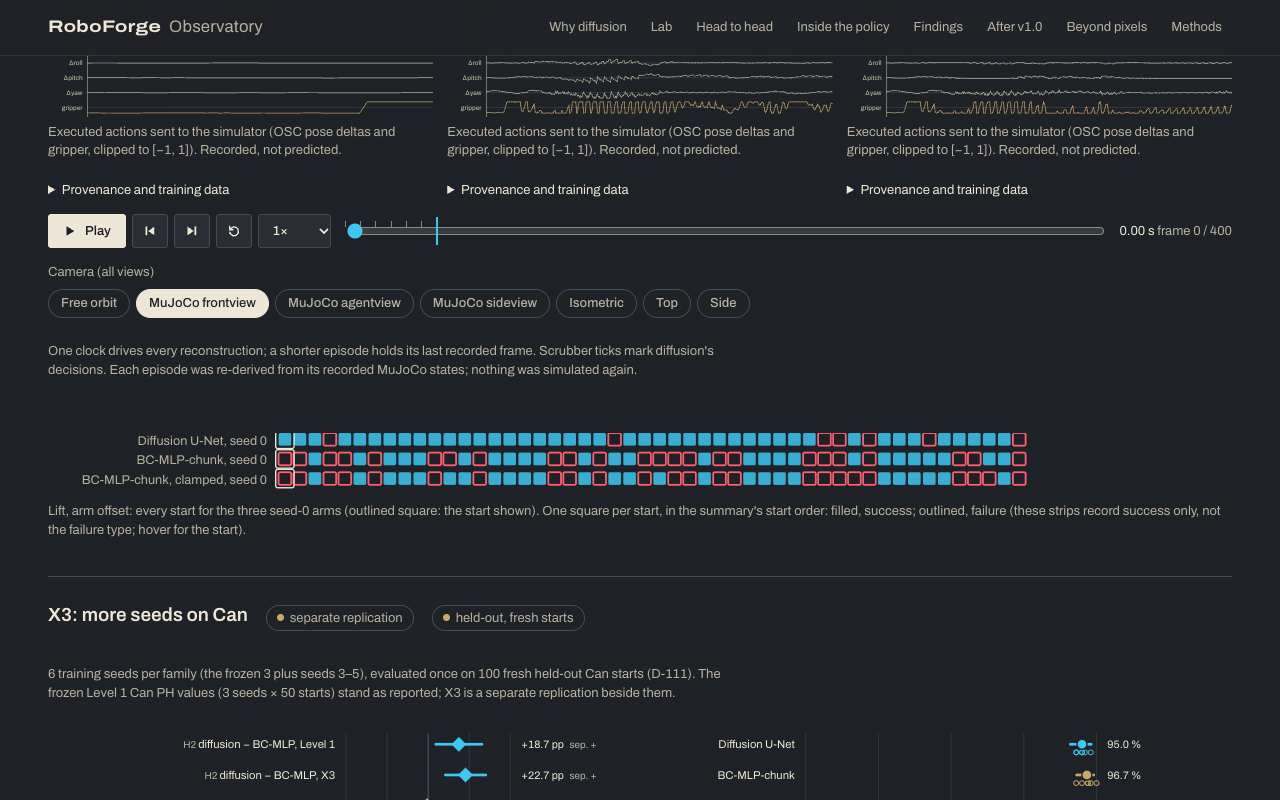 RoboForge Observatory
Why diffusion
Lab
Head to head
Inside the policy
Findings
After v1.0
Beyond pixels
Methods
Δroll
Δpitch
Δyaw
gripper
Δroll
Δpitch
Δyaw
gripper
Δroll
Δpitch
Δyaw
gripper
Executed actions sent to the simulator (OSC pose deltas and
gripper, clipped to [−1, 1]). Recorded, not predicted.
Executed actions sent to the simulator (OSC pose deltas and
gripper, clipped to [−1, 1]). Recorded, not predicted.
Executed actions sent to the simulator (OSC pose deltas and
gripper, clipped to [−1, 1]). Recorded, not predicted.
Provenance and training data
Provenance and training data
Provenance and training data
Play
1×
0.00 s frame 0 / 400
Camera (all views)
Free orbit
MuJoCo frontview
MuJoCo agentview
MuJoCo sideview
Isometric
Top
Side
One clock drives every reconstruction; a shorter episode holds its last recorded frame. Scrubber ticks mark diffusion's
decisions. Each episode was re-derived from its recorded MuJoCo states; nothing was simulated again.
Diffusion U-Net, seed 0
BC-MLP-chunk, seed 0
BC-MLP-chunk, clamped, seed 0
Lift, arm offset: every start for the three seed-0 arms (outlined square: the start shown). One square per start, in the summary's start order: filled, success; outlined, failure (these strips record success only, not
the failure type; hover for the start).
X3: more seeds on Can
separate replication
held-out, fresh starts
6 training seeds per family (the frozen 3 plus seeds 3–5), evaluated once on 100 fresh held-out Can starts (D-111). The
frozen Level 1 Can PH values (3 seeds × 50 starts) stand as reported; X3 is a separate replication beside them.
H2 diffusion − BC-MLP, Level 1
+18.7 pp sep. +
Diffusion U-Net
95.0 %
H2 diffusion − BC-MLP, X3
+22.7 pp sep. +
BC-MLP-chunk
96.7 %